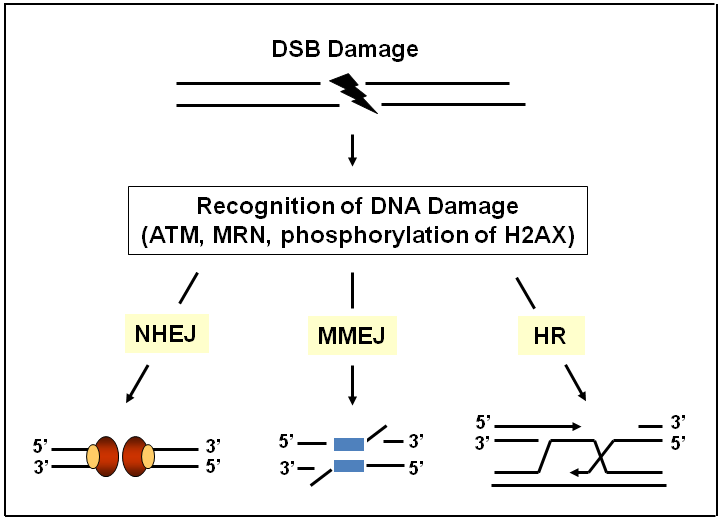 DSB Damage
Recognition of DNA Damage
(ATM, MRN, phosphorylation of H2AX)
NHEJ
MMEJ
HR
5’ 3’
3’ 5’
5’ 3’
3’ 5’
5’ 3’
3’ 5’